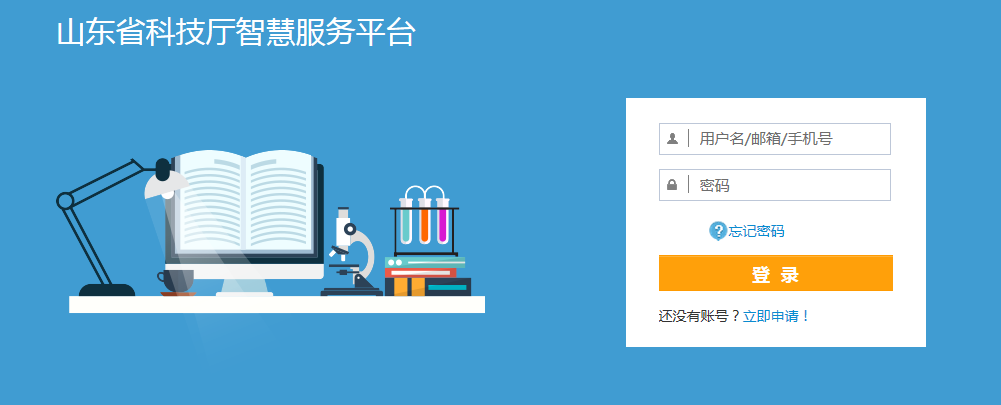 山东省科技厅智慧服务平台
用户名/邮箱/手机号
密码
?忘记密码
登 录
还没有账号？立即申请！